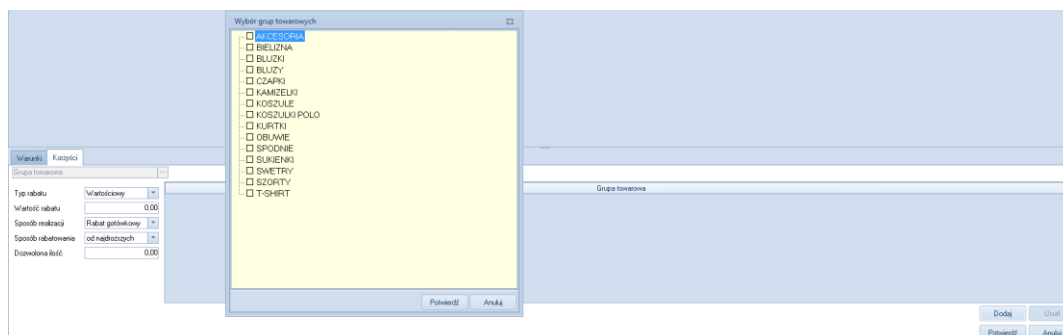 Wybór grup towarowych
AKCESORIA
BIELIZNA
BLUZKI
BLUZY
CZAPKI
KAMIZELKI
KOSZULE
KOSZULKI POLO
KURTKI
OBUWIE
SPODNIE
SUKIENKI
SWETRY
SZORTY
T-SHIRT
Potwierdź Anuluj
Warunki Korzyści
Grupa towarowa ...
Grupa towarowa
Typ rabatu Wartościowy
Wartość rabatu 0,00
Sposób realizacji Rabat gotówkowy
Sposób rabatowania od najdroższych
Dozwolona ilość 0,00
Dodaj Usuń
Potwierdź Anuluj